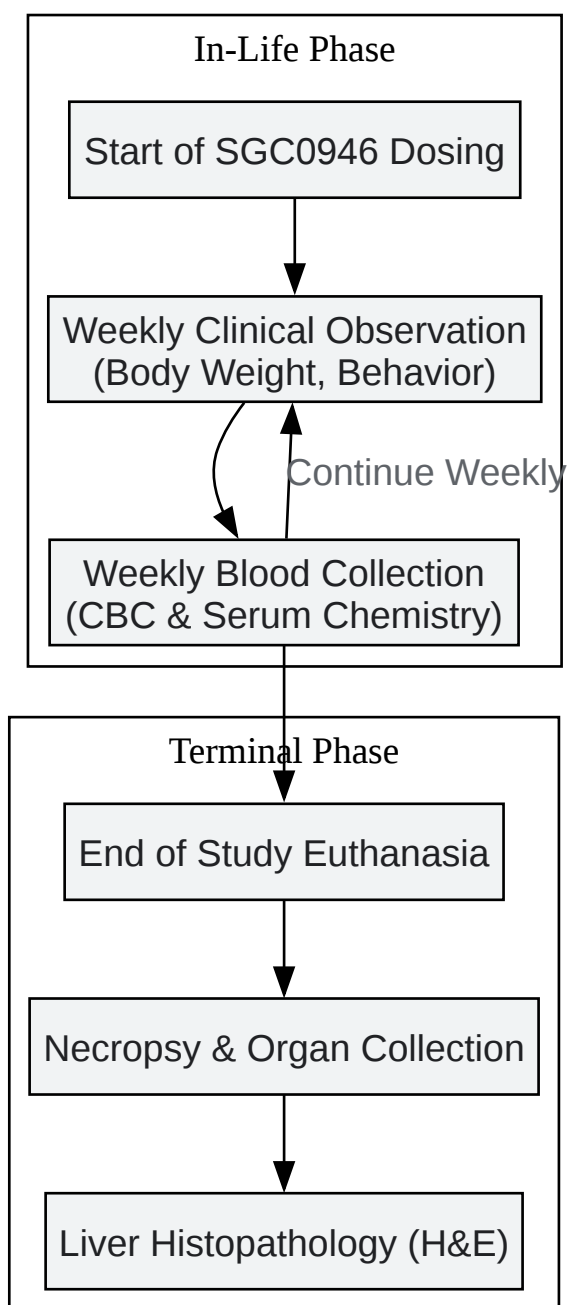 In-Life Phase
Start of SGC0946 Dosing
Weekly Clinical Observation
(Body Weight, Behavior)
Continue Weekly
Weekly Blood Collection
(CBC & Serum Chemistry)
Terminal Phase
End of Study Euthanasia
Necropsy & Organ Collection
Liver Histopathology (H&E)